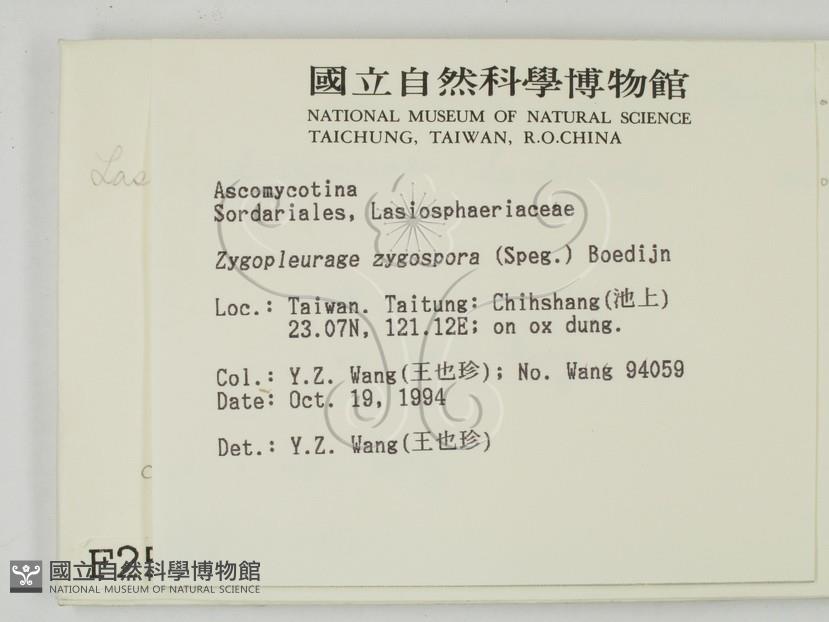 國立自然科學博物館
NATIONAL MUSEUM OF NATURAL SCIENCE
TAICHUNG, TAIWAN, R.O.CHINA
Las
Ascomycotina
Sordariales, Lasiosphaeriaceae
Zygopleurage zygospora (Speg.) Boedijn
Loc.: Taiwan. Taitung: Chihshang(池上)
23.07N, 121.12E; on ox dung.
Col.: Y.Z. Wang(王也珍); No. Wang 94059
Date: Oct. 19, 1994
Det.: Y.Z. Wang(王也珍)
國立自然科學博物館
NATIONAL MUSEUM OF NATURAL SCIENCE